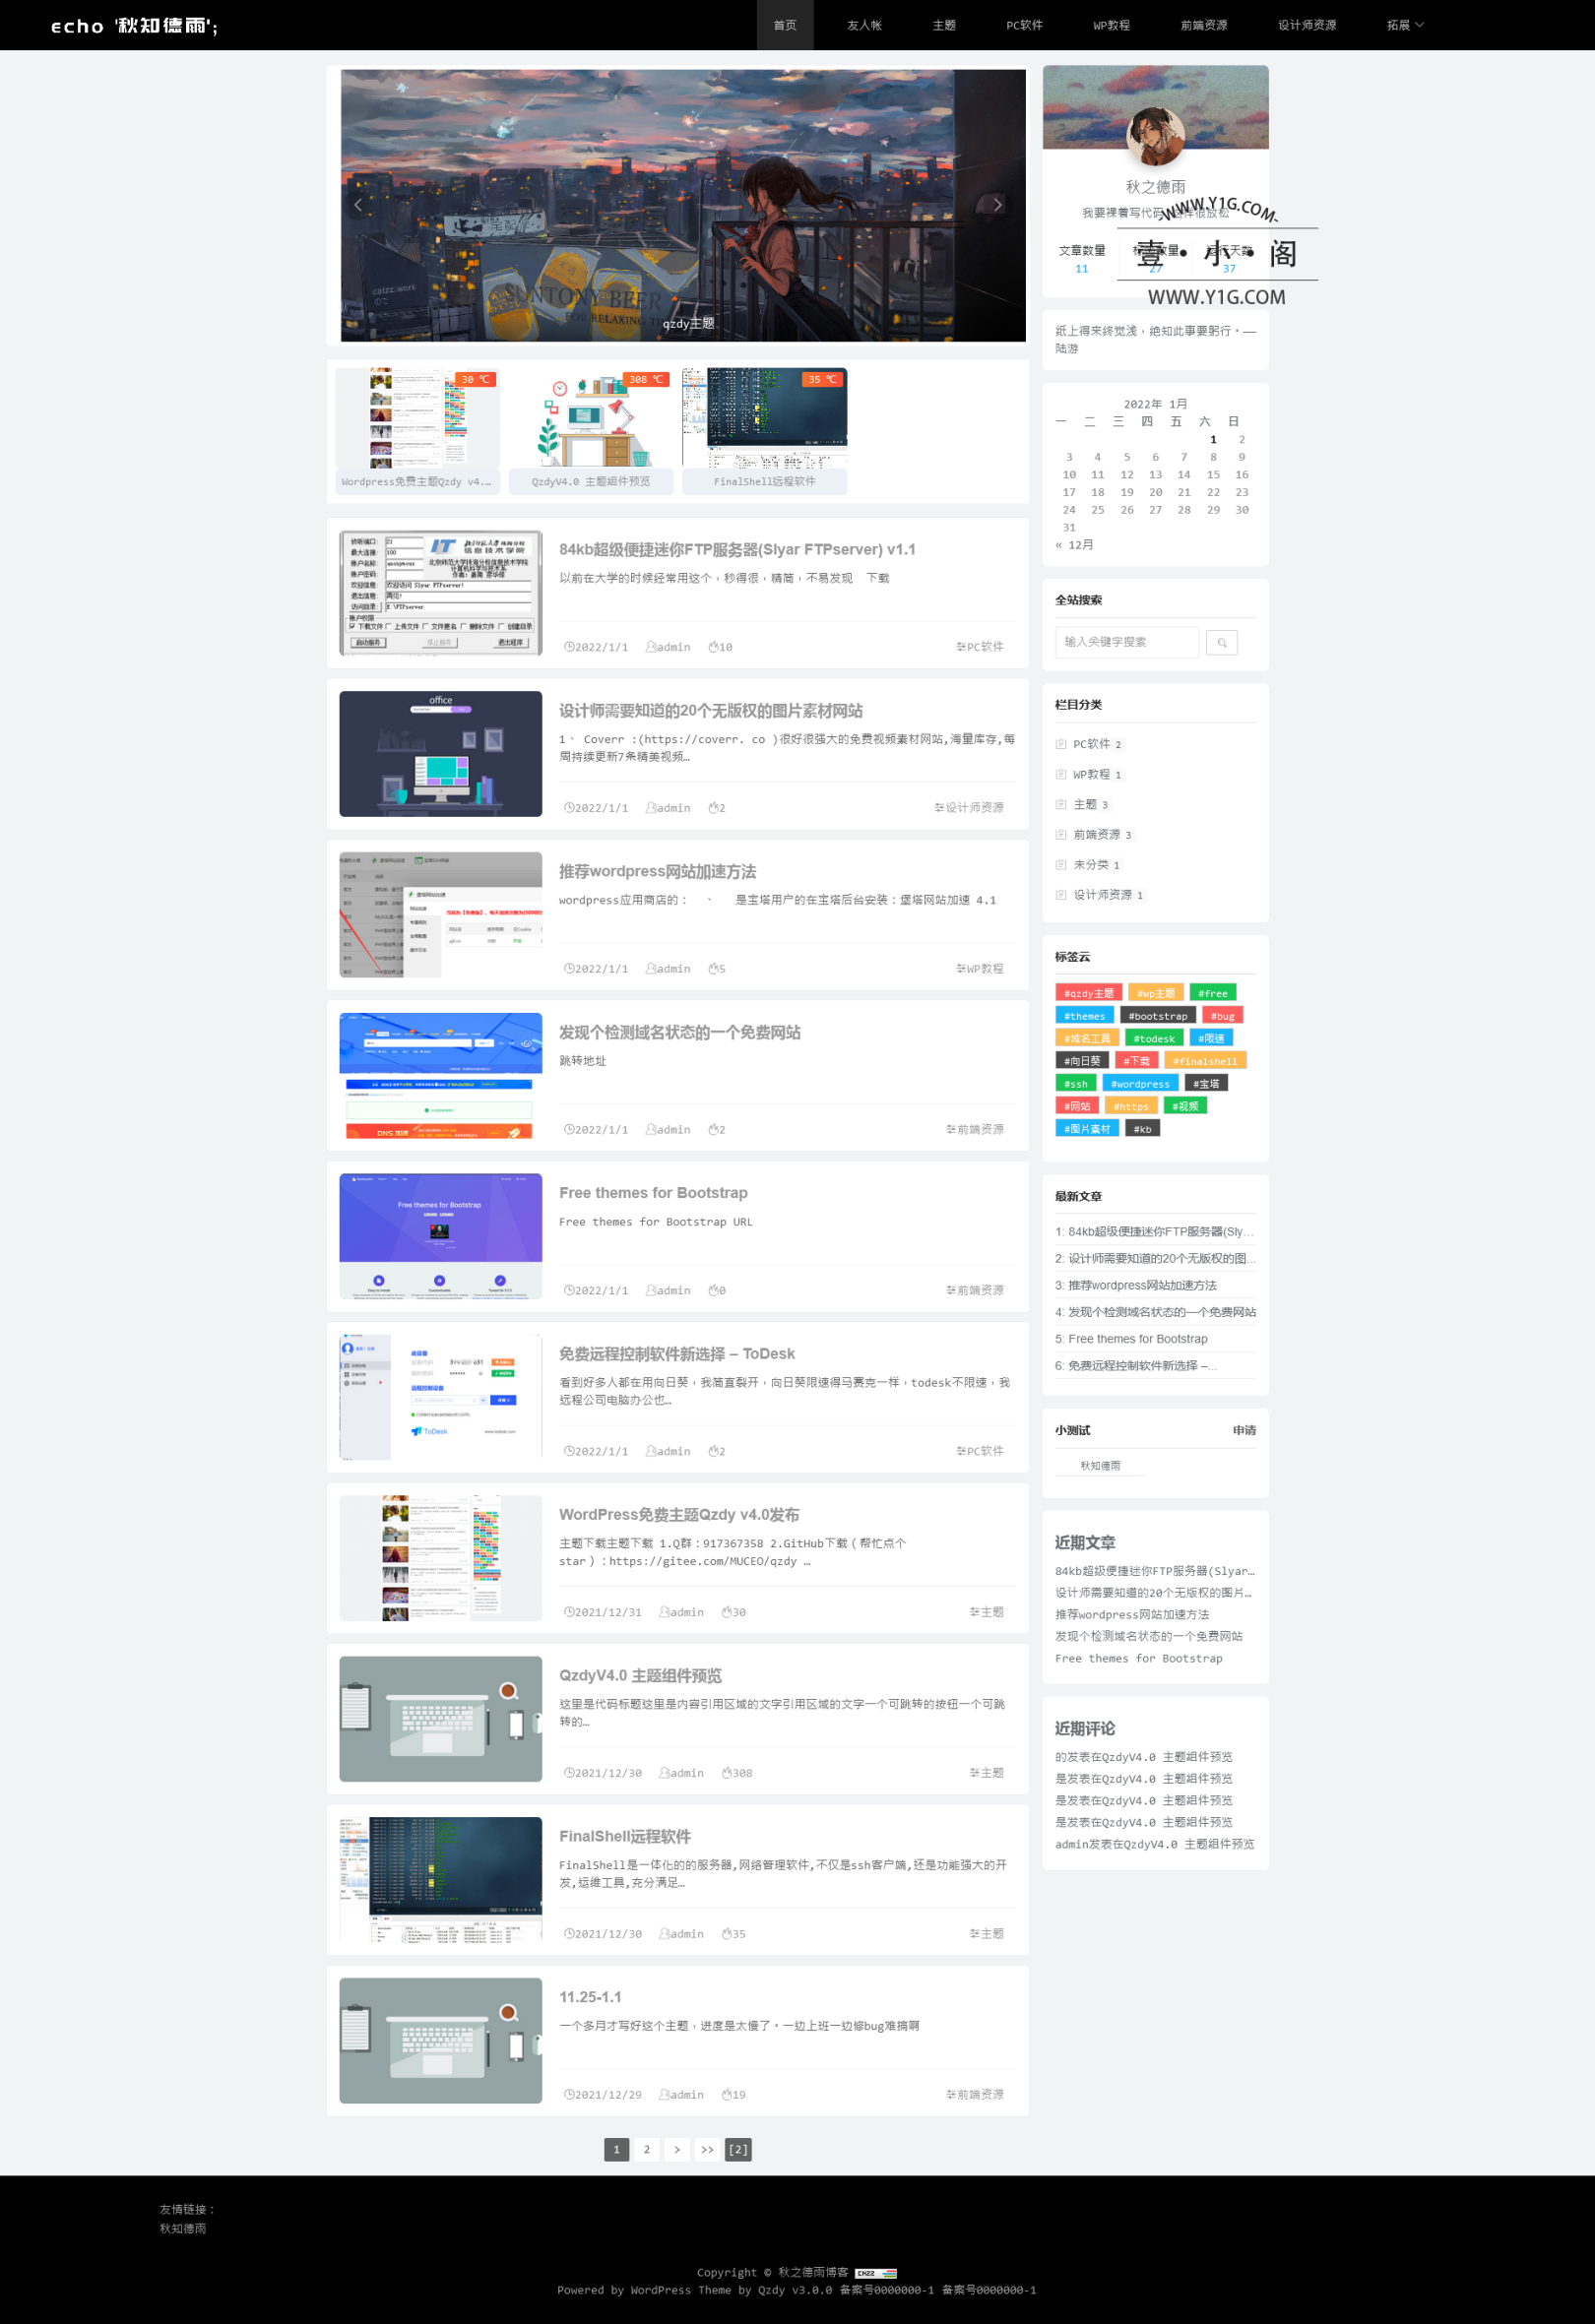 echo '秋知德雨';
首页 友人帐 主题 PC软件 WP教程 前端资源 设计师资源 拓展
catzz.work
SUNTONY BEER
FOR RELAXING
qzdy主题
秋之德雨
我要裸着写代码
WWW.Y1G.COM
文章数量
壹·小·阁
11 27 37
WWW.Y1G.COM
纸上得来终觉浅，绝知此事要躬行。——
陆游
30 ℃ 308 ℃ 35 ℃
Wordpress免费主题Qzdy v4.… QzdyV4.0 主题组件预览 FinalShell远程软件
2022年 1月
一 二 三 四 五 六 日
1 2
3 4 5 6 7 8 9
10 11 12 13 14 15 16
17 18 19 20 21 22 23
24 25 26 27 28 29 30
31
« 12月
84kb超级便捷迷你FTP服务器(Slyar FTPserver) v1.1
以前在大学的时候经常用这个，秒得很，精简，不易发现 下载
2022/1/1 admin 10 PC软件
全站搜索
输入关键字搜索
office
设计师需要知道的20个无版权的图片素材网站
1、 Coverr :(https://coverr. co )很好很强大的免费视频素材网站,海量库存,每
周持续更新7条精美视频…
2022/1/1 admin 2 设计师资源
栏目分类
PC软件 2
WP教程 1
主题 3
前端资源 3
未分类 1
设计师资源 1
推荐wordpress网站加速方法
wordpress应用商店的： 、 是宝塔用户的在宝塔后台安装：堡塔网站加速 4.1
2022/1/1 admin 5 WP教程
标签云
#qzdy主题 #wp主题 #free
#themes #bootstrap #bug
#域名工具 #todesk #限速
#向日葵 #下载 #finalshell
#ssh #wordpress #宝塔
#网站 #https #视频
#图片素材 #kb
发现个检测域名状态的一个免费网站
跳转地址
2022/1/1 admin 2 前端资源
Free themes for Bootstrap
Free themes for Bootstrap
Free themes for Bootstrap URL
2022/1/1 admin 0 前端资源
最新文章
1: 84kb超级便捷迷你FTP服务器(Sly...
2: 设计师需要知道的20个无版权的图...
3: 推荐wordpress网站加速方法
4: 发现个检测域名状态的一个免费网站
5: Free themes for Bootstrap
6: 免费远程控制软件新选择 –...
ToDesk
免费远程控制软件新选择 – ToDesk
看到好多人都在用向日葵，我简直裂开，向日葵限速得马赛克一样，todesk不限速，我
远程公司电脑办公也…
2022/1/1 admin 2 PC软件
小测试 申请
秋知德雨
WordPress免费主题Qzdy v4.0发布
主题下载主题下载 1.Q群：917367358 2.GitHub下载（帮忙点个
star）：https://gitee.com/MUCEO/qzdy …
2021/12/31 admin 30 主题
近期文章
84kb超级便捷迷你FTP服务器(Slyar…
设计师需要知道的20个无版权的图片…
推荐wordpress网站加速方法
发现个检测域名状态的一个免费网站
Free themes for Bootstrap
QzdyV4.0 主题组件预览
这里是代码标题这里是内容引用区域的文字引用区域的文字一个可跳转的按钮一个可跳
转的…
2021/12/30 admin 308 主题
近期评论
的发表在QzdyV4.0 主题组件预览
是发表在QzdyV4.0 主题组件预览
是发表在QzdyV4.0 主题组件预览
是发表在QzdyV4.0 主题组件预览
admin发表在QzdyV4.0 主题组件预览
FinalShell远程软件
FinalShell是一体化的的服务器,网络管理软件,不仅是ssh客户端,还是功能强大的开
发,运维工具,充分满足…
2021/12/30 admin 35 主题
11.25-1.1
一个多月才写好这个主题，进度是太慢了。一边上班一边修bug难搞啊
2021/12/29 admin 19 前端资源
1 2 > >> [2]
友情链接：
秋知德雨
Copyright © 秋之德雨博客 CNZZ
Powered by WordPress Theme by Qzdy v3.0.0 备案号0000000-1 备案号0000000-1